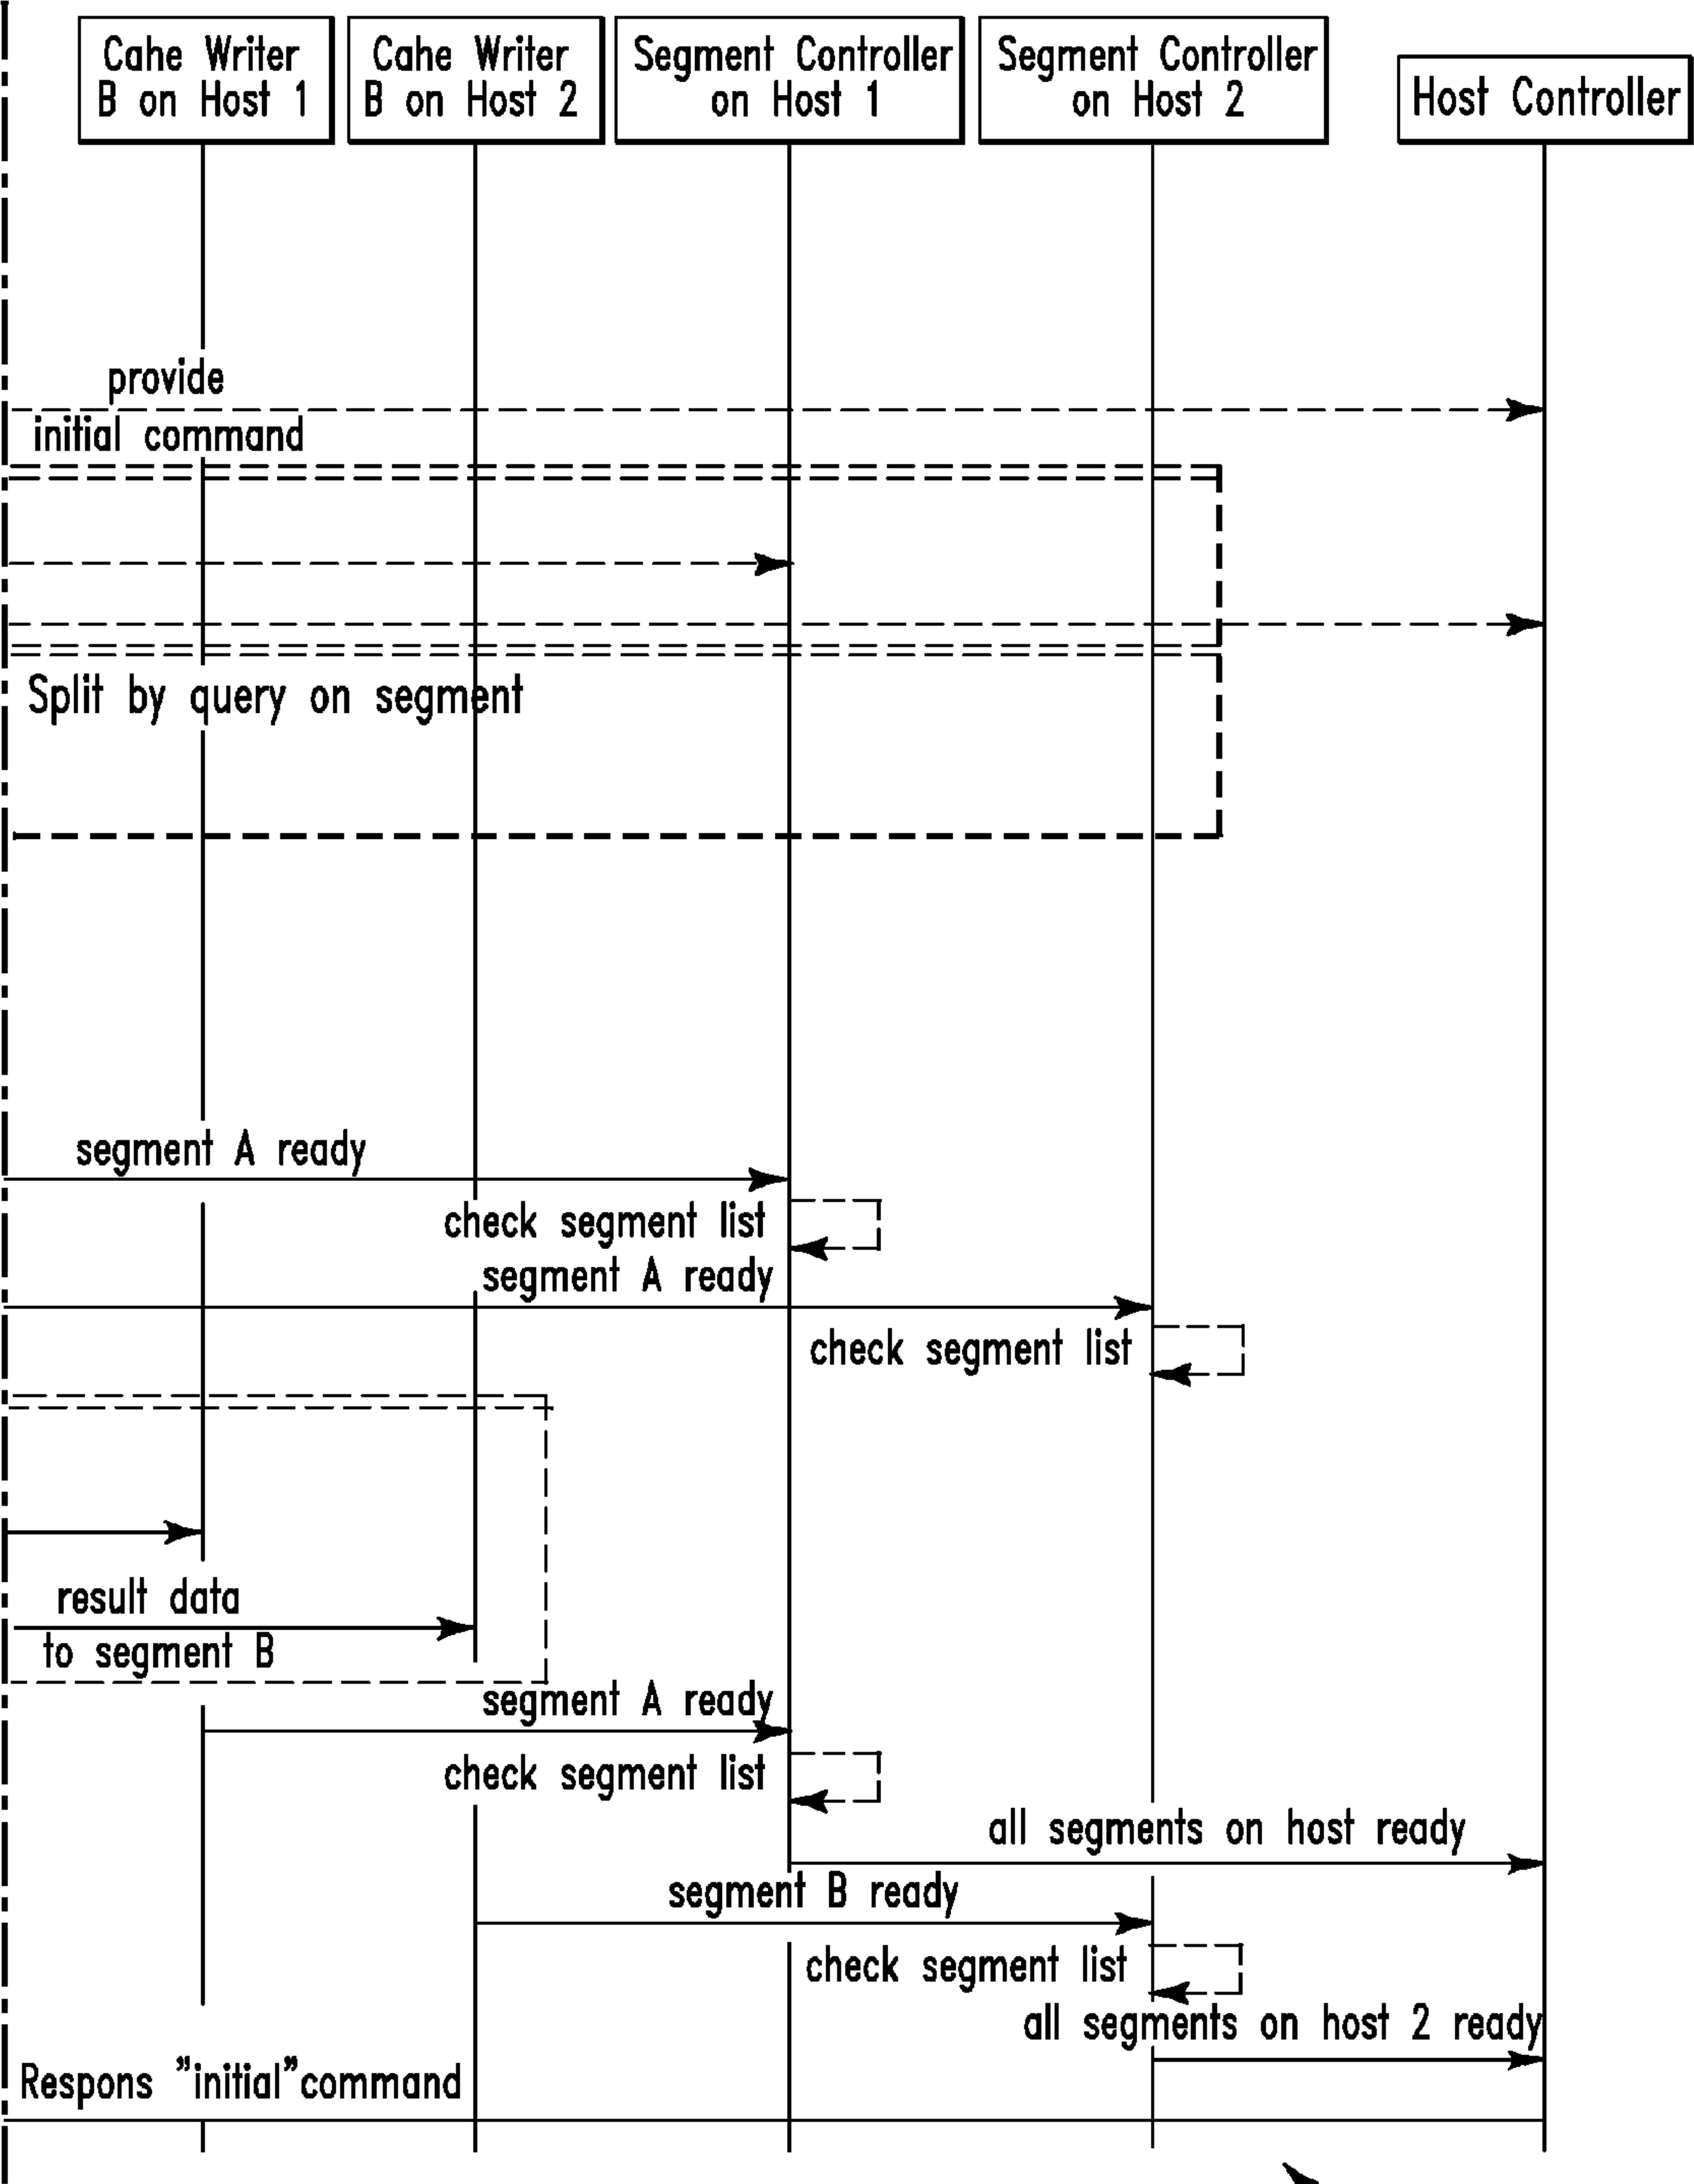 Cahe Writer
B on Host 1
Cahe Writer
B on Host 2
Segment Controller
on Host 1
Segment Controller
on Host 2
Host Controller
provide
initial command
Split by query on segment
segment A ready
check segment list
segment A ready
check segment list
result data
to segment B
segment A ready
check segment list
all segments on host ready
segment B ready
check segment list
all segments on host 2 ready
Respons "initial"command